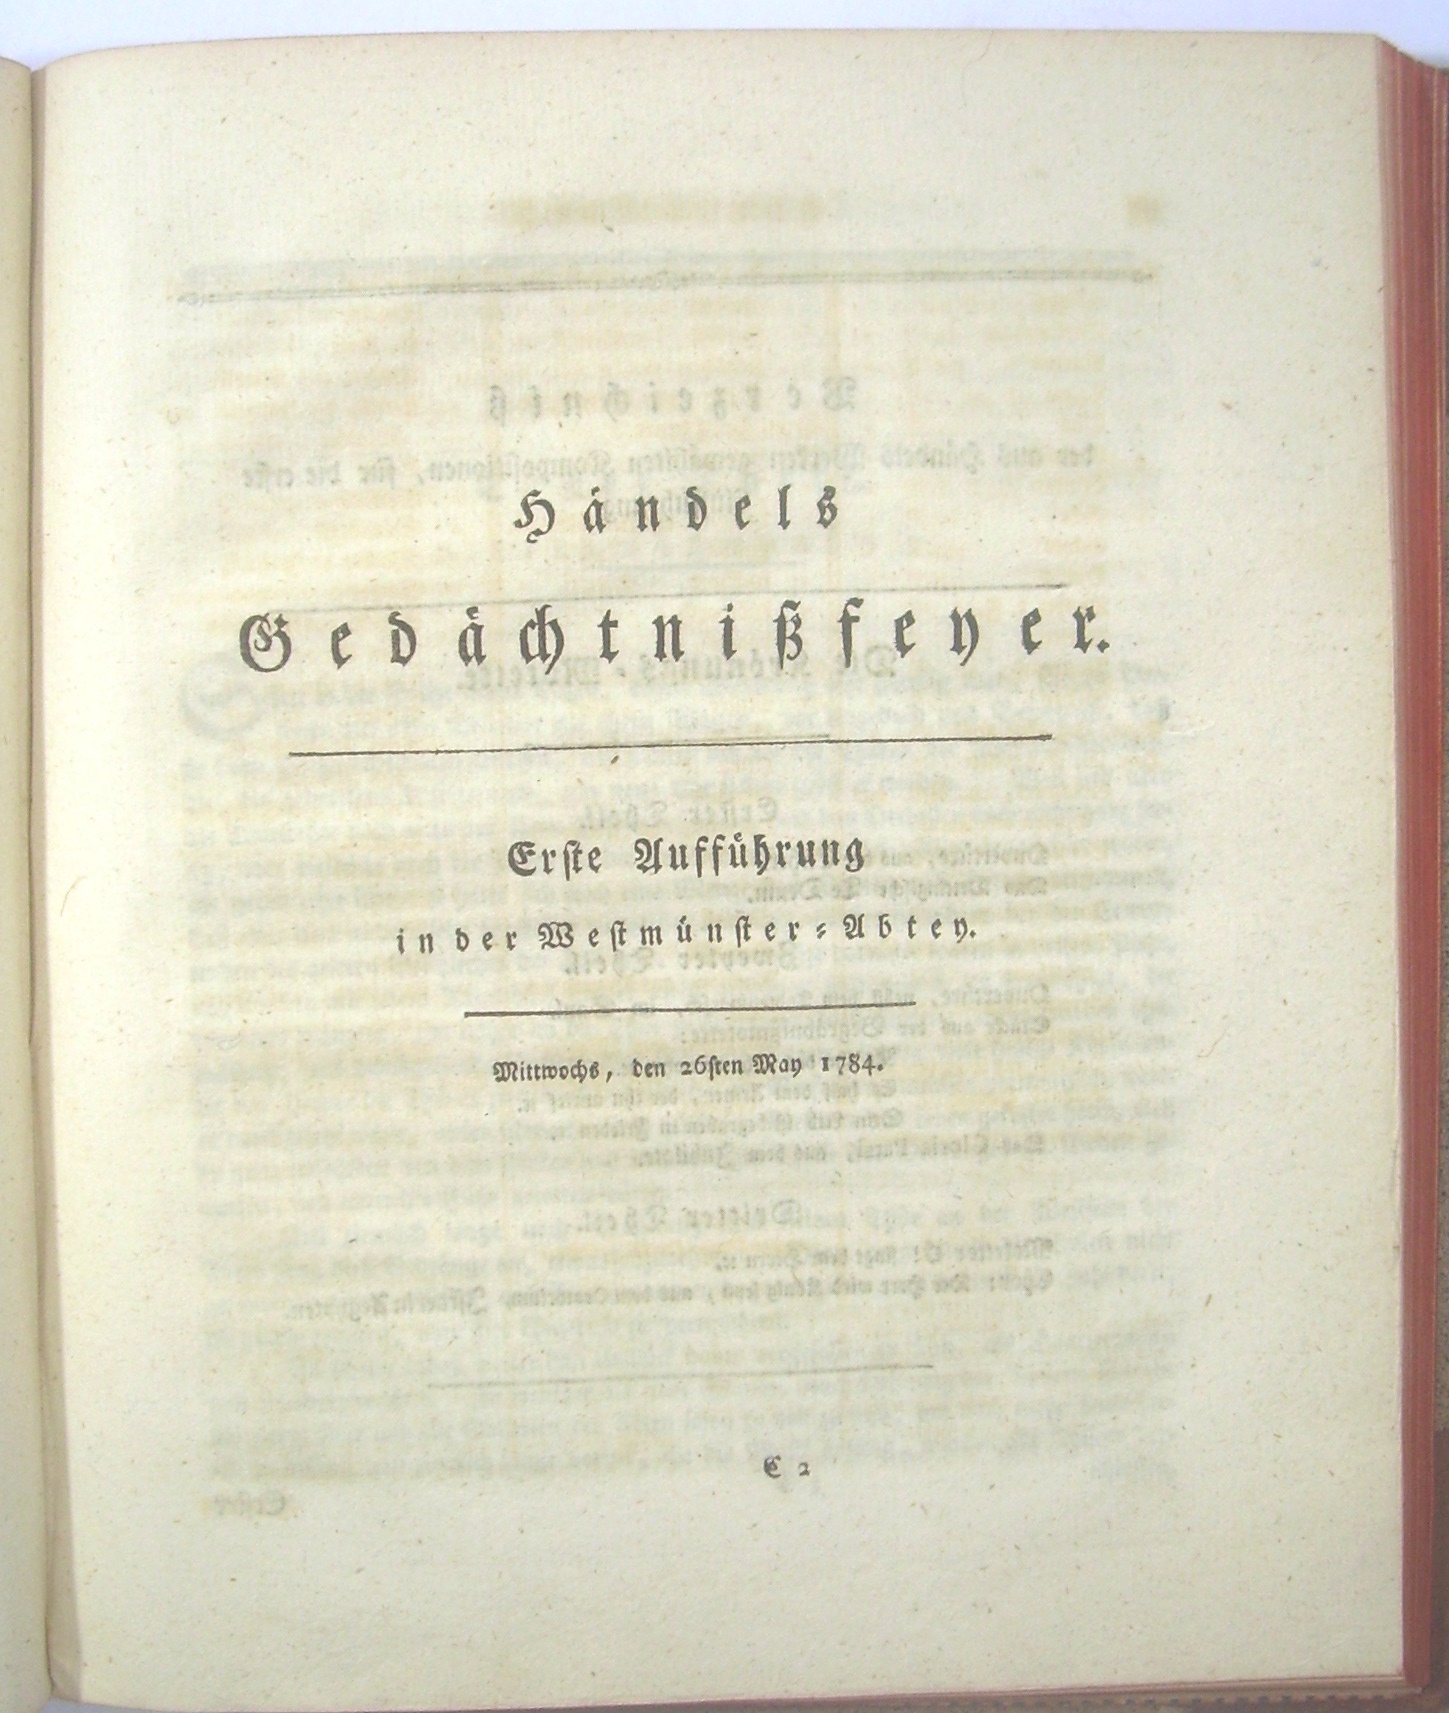 Händels
Gedächtnißfeyer.
Erste Aufführung
in der Westmünster-Abtey.
Mittwochs, den 26sten May 1784.
C 2